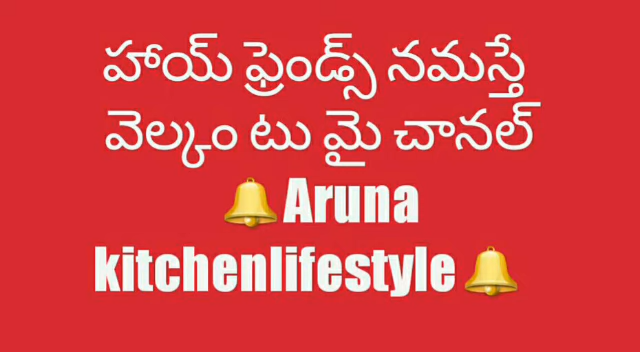 హాయ్ ఫ్రెండ్స్ నమస్తే
వెల్కం టు మై చానల్
🔔Aruna
kitchenlifestyle🔔